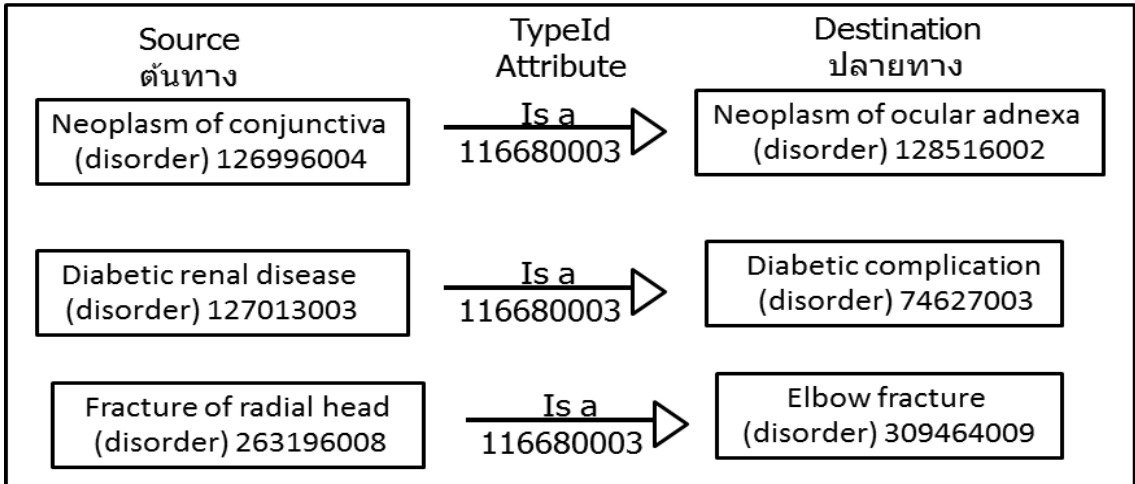 Source
ต้นทาง
TypeId
Attribute
Destination
ปลายทาง
Neoplasm of conjunctiva
(disorder) 126996004
Is a
116680003
Neoplasm of ocular adnexa
(disorder) 128516002
Diabetic renal disease
(disorder) 127013003
Is a
116680003
Diabetic complication
(disorder) 74627003
Fracture of radial head
(disorder) 263196008
Is a
116680003
Elbow fracture
(disorder) 309464009